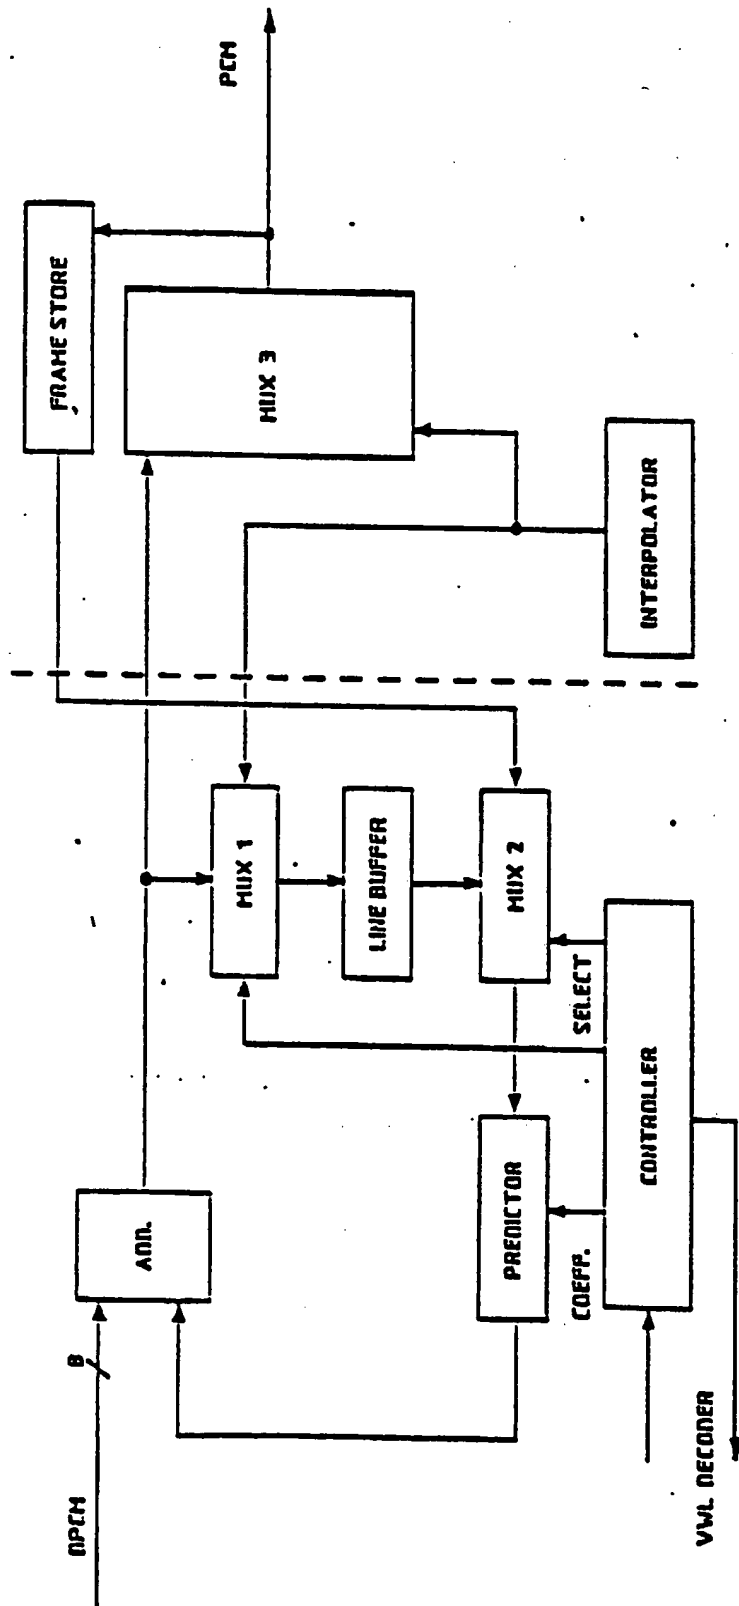 DPCM
8
ADD.
PCM
FRAME STORE
MUX 3
MUX 1
LINE BUFFER
MUX 2
INTERPOLATOR
PREDICTOR
COEFF.
SELECT
CONTROLLER
VWL DECODER